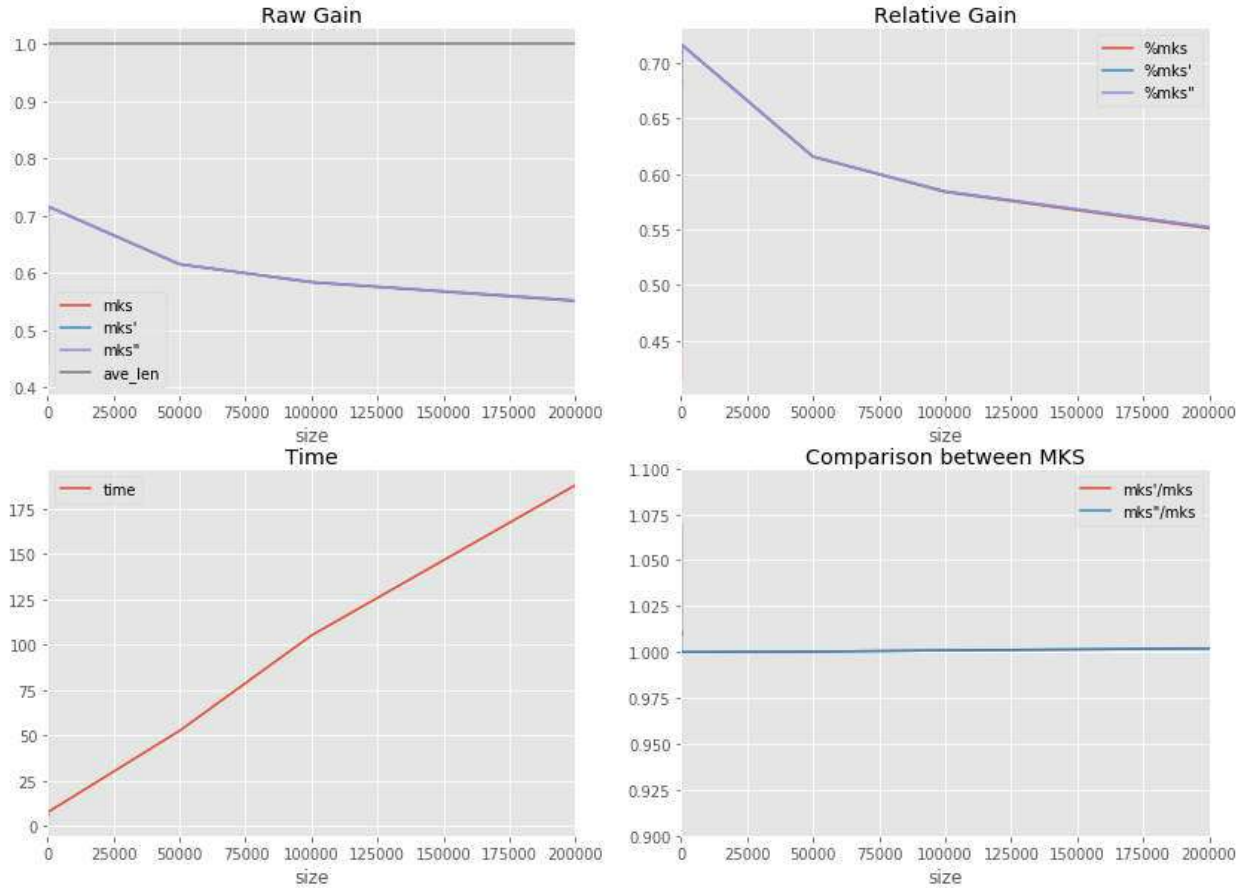 Raw Gain
1.0
0.9
0.8
0.7
0.6
0.5
0.4
mks
mks'
mks"
ave_len
0 25000 50000 75000 100000 125000 150000 175000 200000
size
Relative Gain
0.70
0.65
0.60
0.55
0.50
0.45
%mks
%mks'
%mks"
0 25000 50000 75000 100000 125000 150000 175000 200000
size
Time
175
150
125
100
75
50
25
0
time
0 25000 50000 75000 100000 125000 150000 175000 200000
size
Comparison between MKS
1.100
1.075
1.050
1.025
1.000
0.975
0.950
0.925
0.900
mks'/mks
mks"/mks
0 25000 50000 75000 100000 125000 150000 175000 200000
size